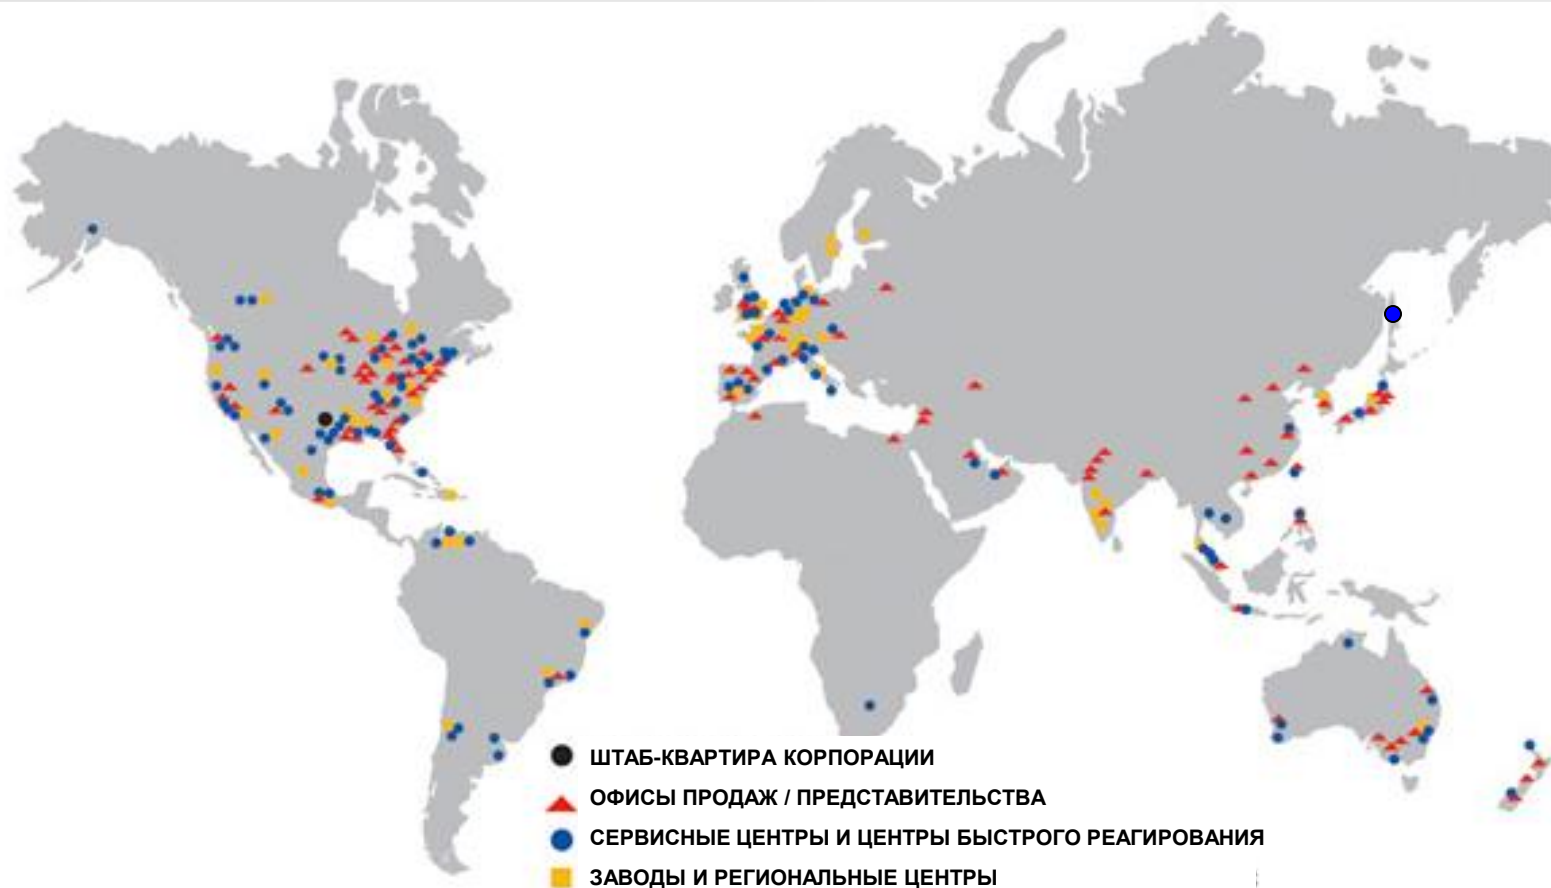 ШТАБ-КВАРТИРА КОРПОРАЦИИ
ОФИСЫ ПРОДАЖ / ПРЕДСТАВИТЕЛЬСТВА
СЕРВИСНЫЕ ЦЕНТРЫ И ЦЕНТРЫ БЫСТРОГО РЕАГИРОВАНИЯ
ЗАВОДЫ И РЕГИОНАЛЬНЫЕ ЦЕНТРЫ